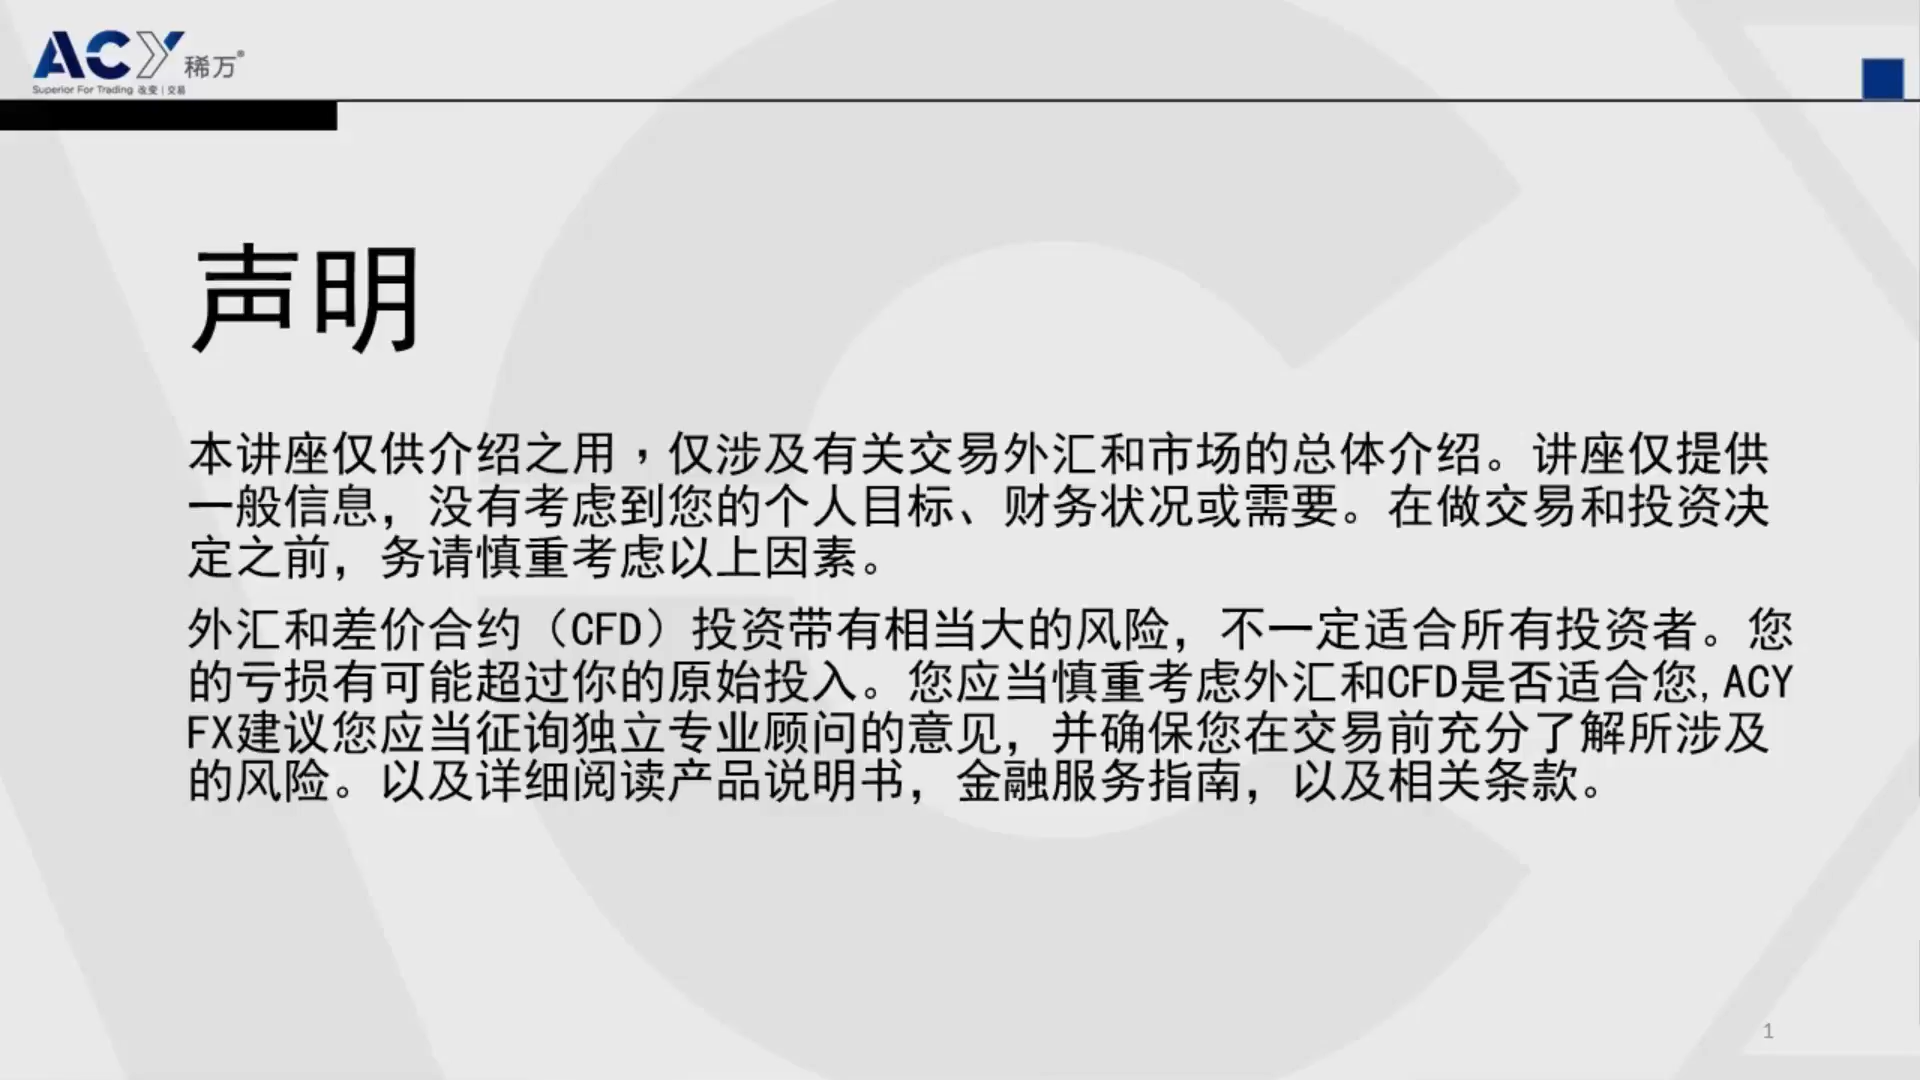 ACY 稀万®
Superior For Trading 改变 | 交易
声明
本讲座仅供介绍之用，仅涉及有关交易外汇和市场的总体介绍。讲座仅提供
一般信息，没有考虑到您的个人目标、财务状况或需要。在做交易和投资决
定之前，务请慎重考虑以上因素。
外汇和差价合约（CFD）投资带有相当大的风险，不一定适合所有投资者。您
的亏损有可能超过你的原始投入。您应当慎重考虑外汇和CFD是否适合您,ACY
FX建议您应当征询独立专业顾问的意见，并确保您在交易前充分了解所涉及
的风险。以及详细阅读产品说明书，金融服务指南，以及相关条款。
1